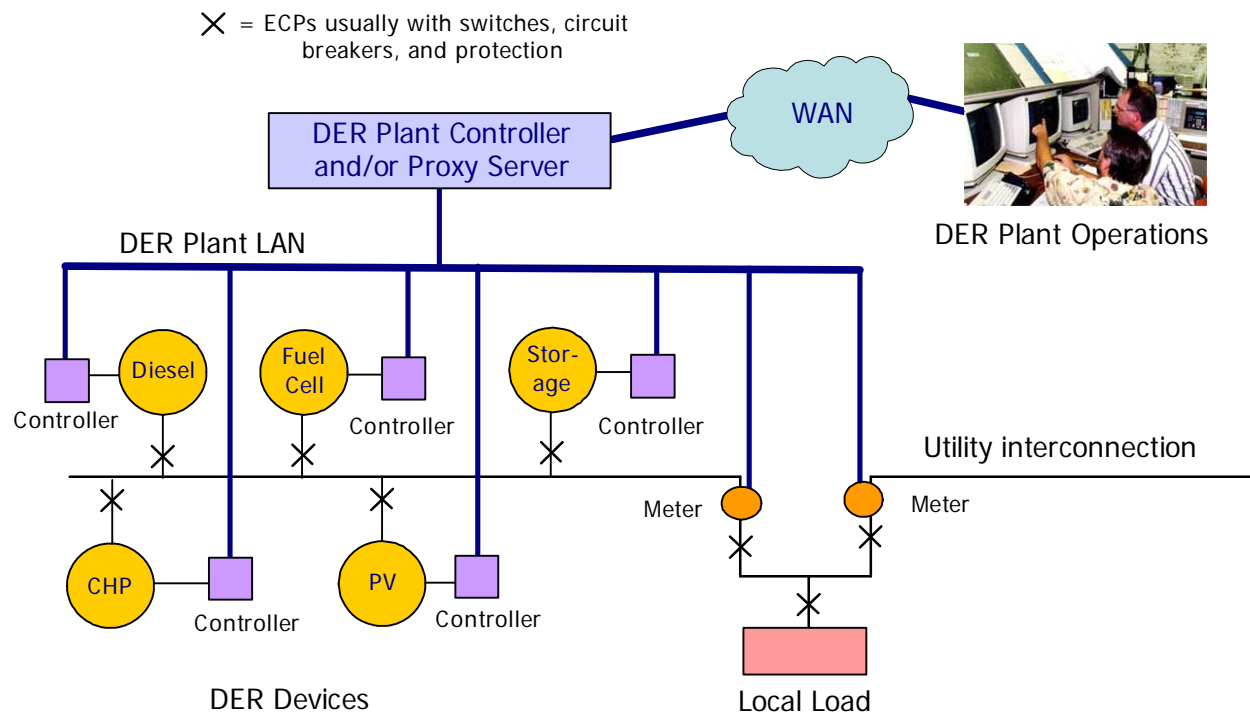 = ECPs usually with switches, circuit
breakers, and protection
WAN
DER Plant Controller
and/or Proxy Server
DER Plant Operations
DER Plant LAN
Diesel
Fuel
Cell
Stor-
age
Controller
Controller
Controller
Utility interconnection
Meter
Meter
CHP
PV
Controller
Controller
DER Devices
Local Load